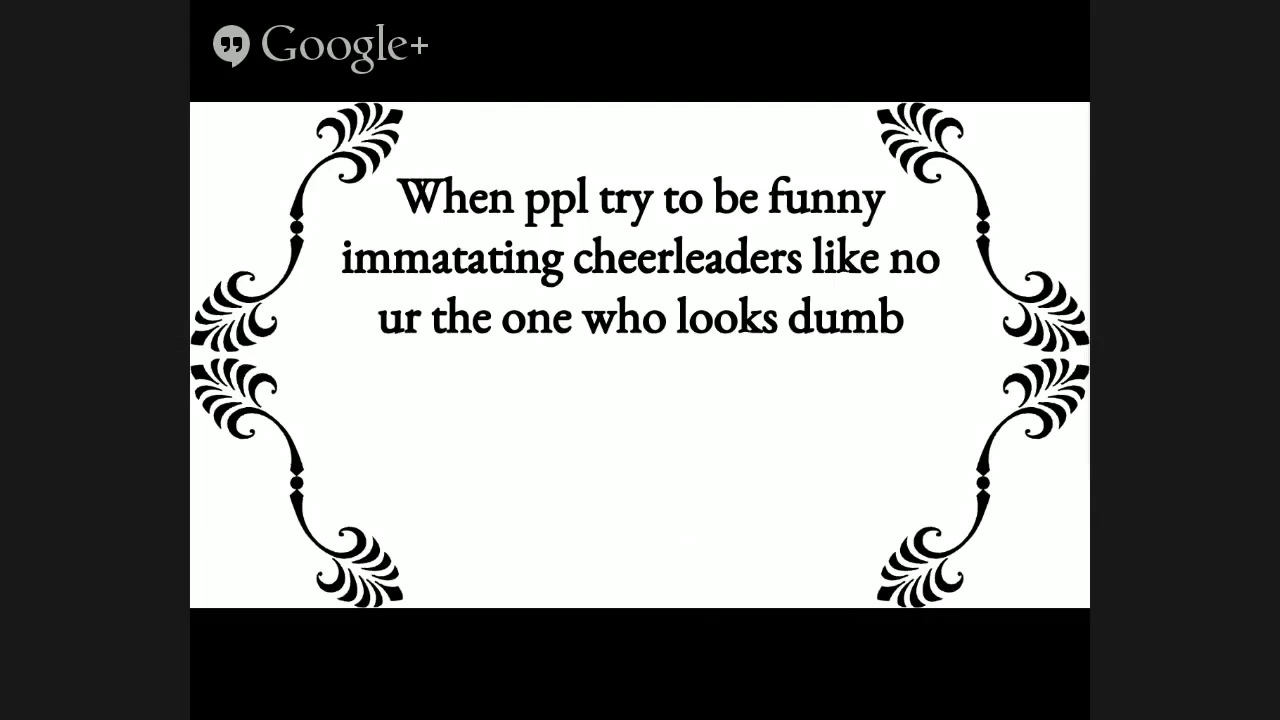 Google+
When ppl try to be funny
immatating cheerleaders like no
ur the one who looks dumb